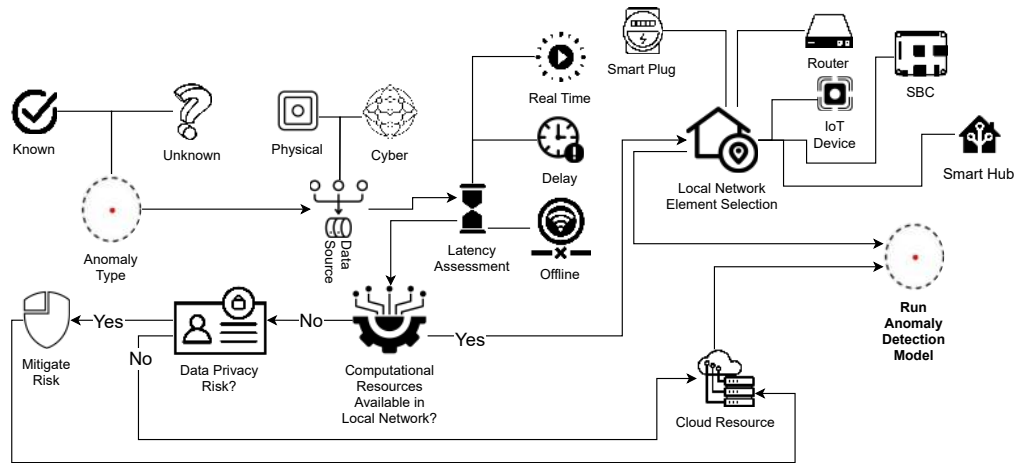 Known
Unknown
Physical
Cyber
Anomaly
Type
Data
Source
Real Time
Delay
Offline
Latency
Assessment
Smart Plug
Router
SBC
IoT
Device
Smart Hub
Local Network
Element Selection
Mitigate
Risk
Yes
Data Privacy
Risk?
No
No
Computational
Resources
Available in
Local Network?
Yes
Cloud Resource
Run
Anomaly
Detection
Model